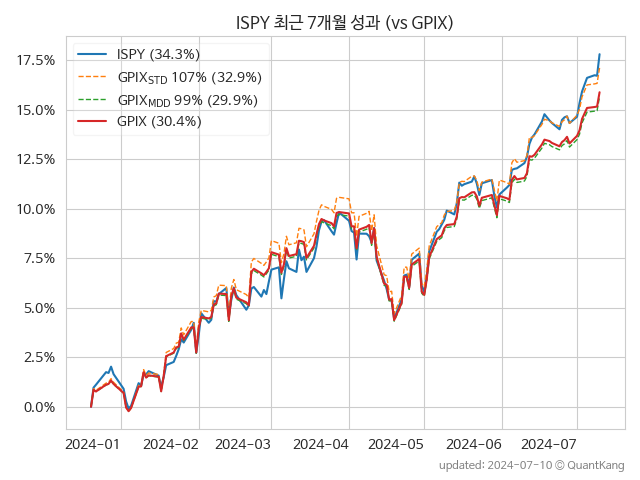 ISPY 최근 7개월 성과 (vs GPIX)
ISPY (34.3%)
GPIXSTD 107% (32.9%)
GPIXMDD 99% (29.9%)
GPIX (30.4%)
17.5%
15.0%
12.5%
10.0%
7.5%
5.0%
2.5%
0.0%
2024-01 2024-02 2024-03 2024-04 2024-05 2024-06 2024-07
updated: 2024-07-10 © QuantKang